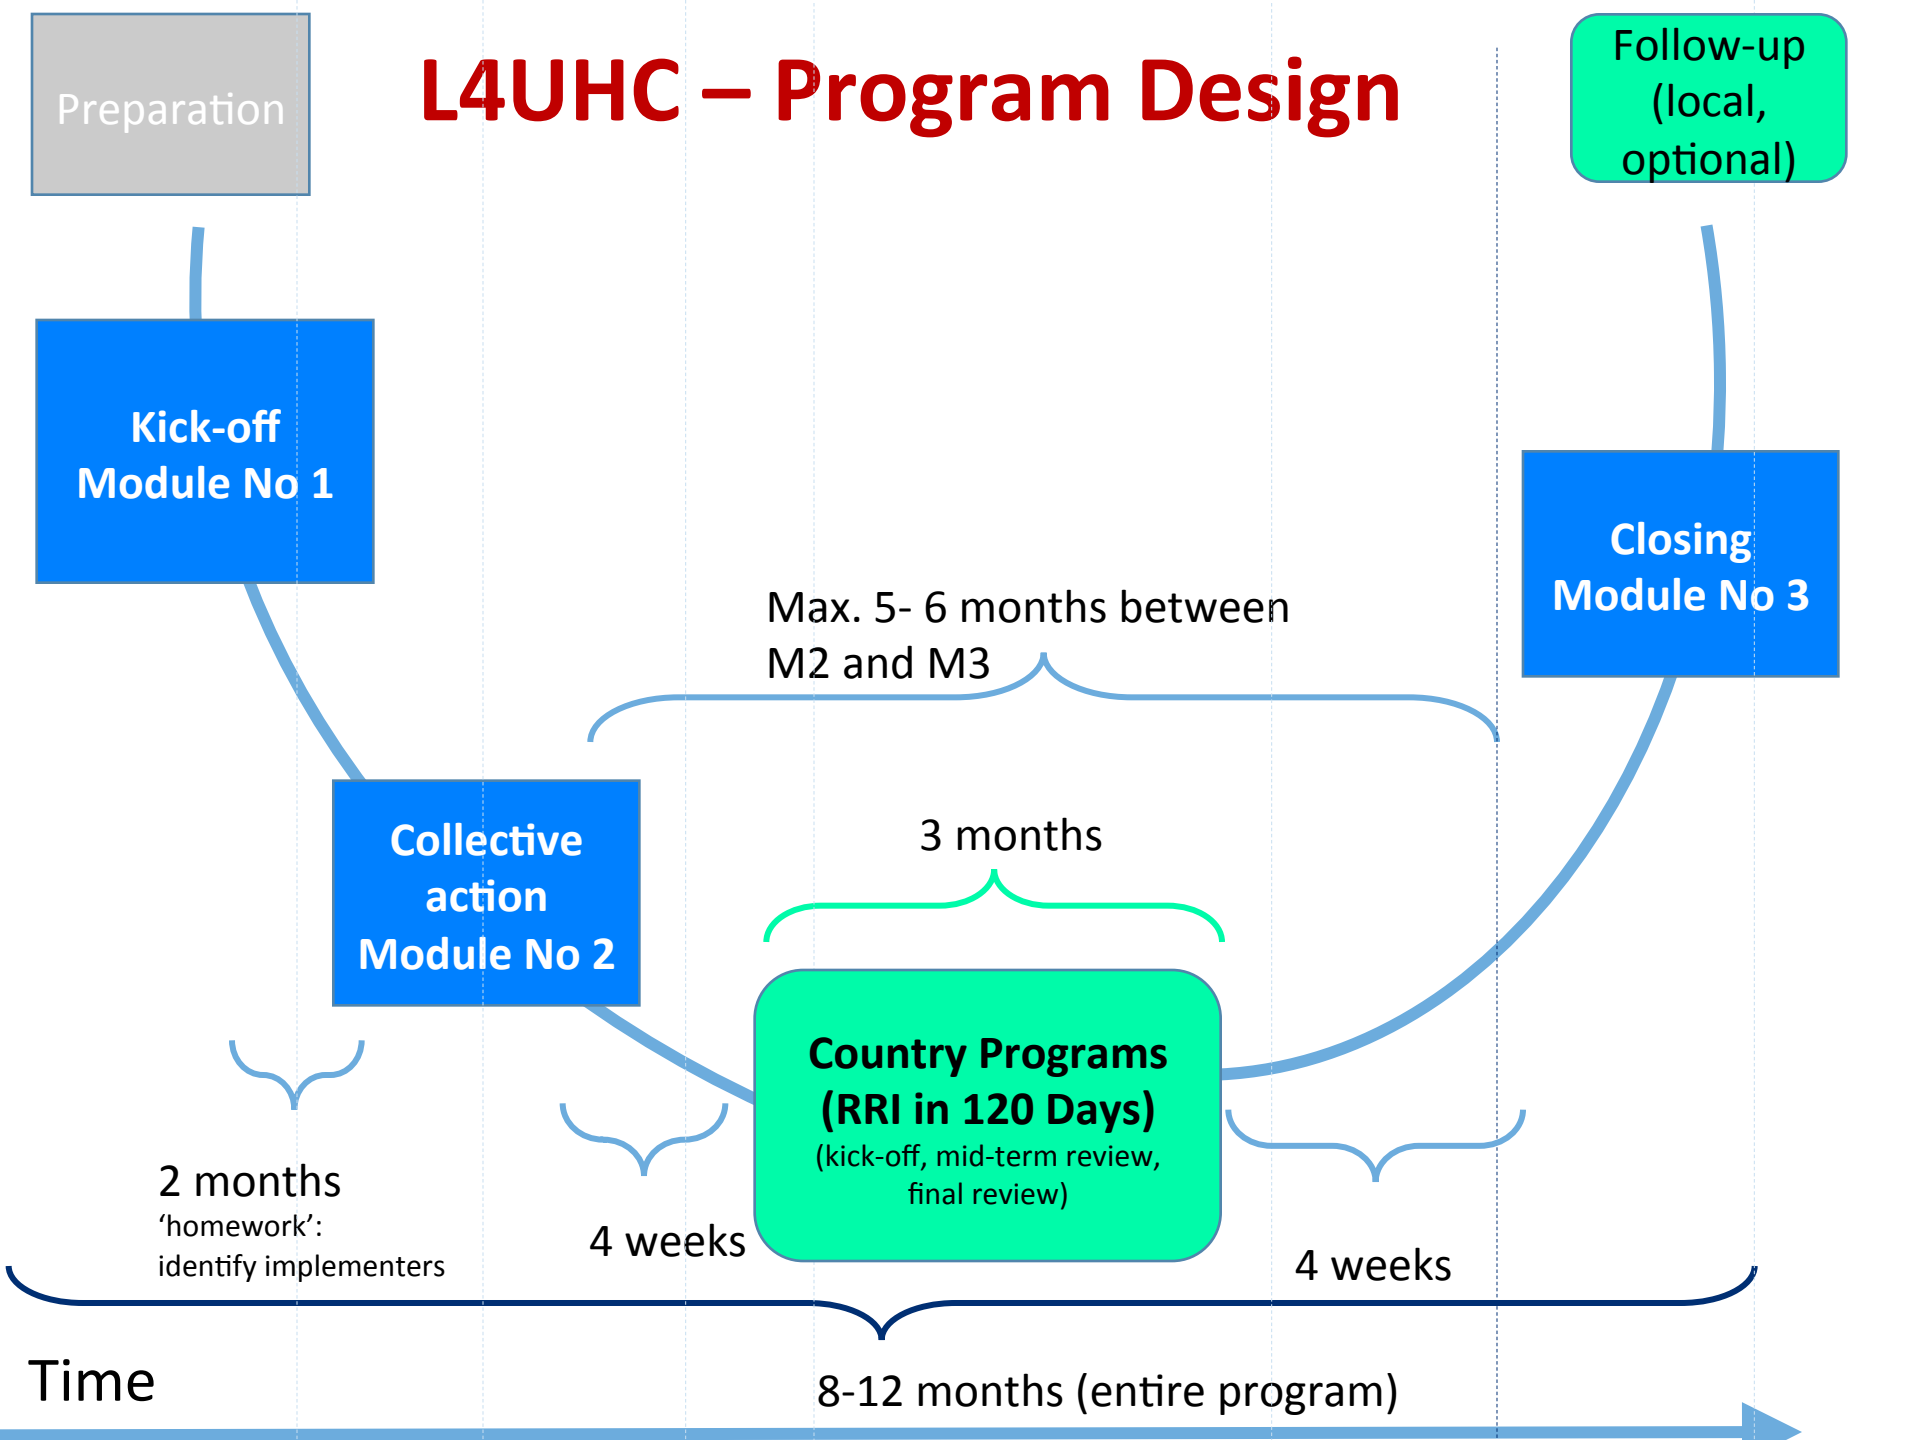 Preparation
L4UHC – Program Design
Follow-up
(local,
optional)
Kick-off
Module No 1
Closing
Module No 3
Max. 5- 6 months between
M2 and M3
Collective
action
Module No 2
3 months
Country Programs
(RRI in 120 Days)
(kick-off, mid-term review,
final review)
2 months
‘homework’:
identify implementers
4 weeks
4 weeks
Time
8-12 months (entire program)